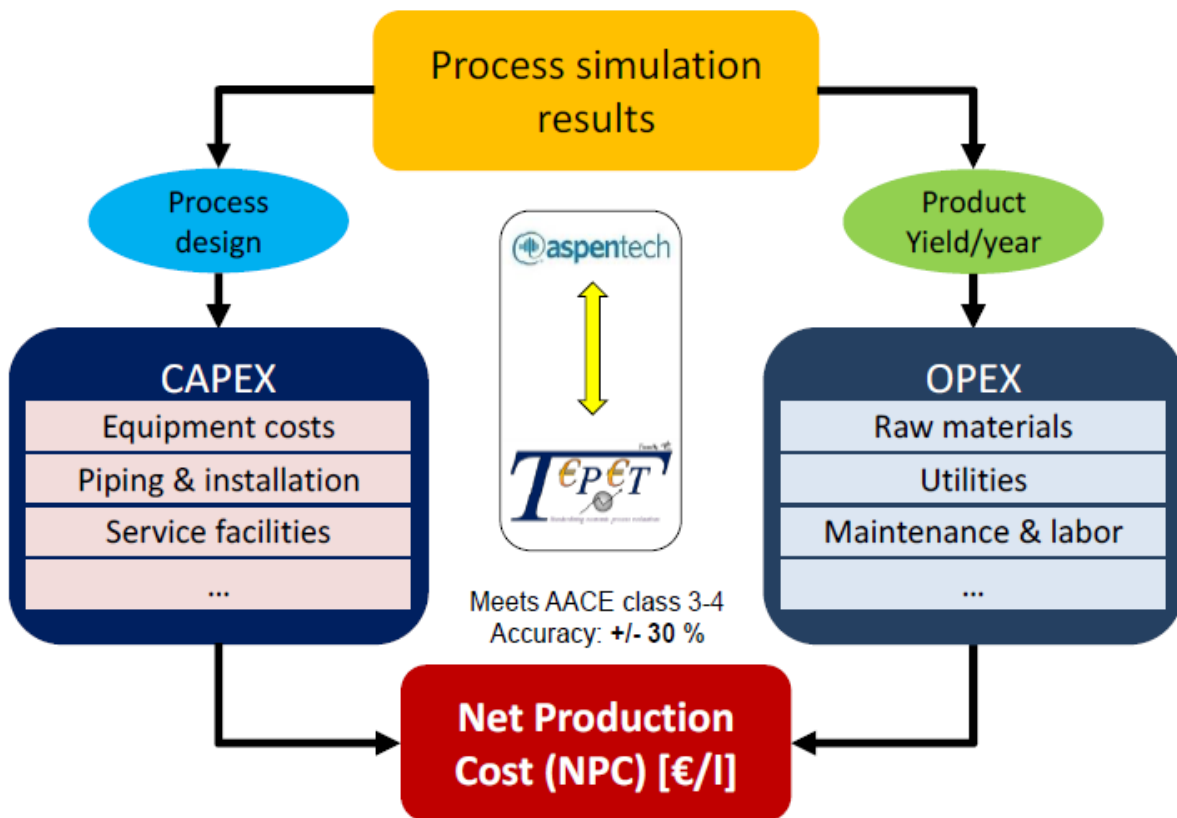 Process simulation
results
Process
design
Product
Yield/year
aspentech
CAPEX
Equipment costs
Piping & installation
Service facilities
...
TEPET
OPEX
Raw materials
Utilities
Maintenance & labor
...
Meets AACE class 3-4
Accuracy: +/- 30 %
Net Production
Cost (NPC) [€/l]